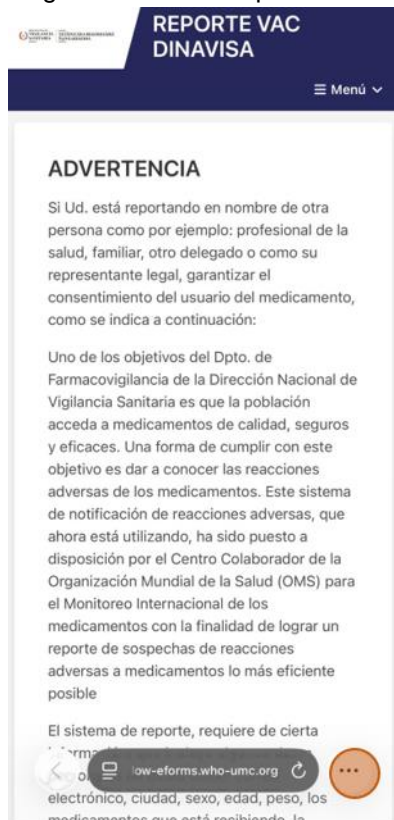 REPORTE VAC
DINAVISA
VIGILANCIA
SANITARIA
Menú
ADVERTENCIA
Si Ud. está reportando en nombre de otra
persona como por ejemplo: profesional de la
salud, familiar, otro delegado o como su
representante legal, garantizar el
consentimiento del usuario del medicamento,
como se indica a continuación:
Uno de los objetivos del Dpto. de
Farmacovigilancia de la Dirección Nacional de
Vigilancia Sanitaria es que la población
acceda a medicamentos de calidad, seguros
y eficaces. Una forma de cumplir con este
objetivo es dar a conocer las reacciones
adversas de los medicamentos. Este sistema
de notificación de reacciones adversas, que
ahora está utilizando, ha sido puesto a
disposición por el Centro Colaborador de la
Organización Mundial de la Salud (OMS) para
el Monitoreo Internacional de los
medicamentos con la finalidad de lograr un
reporte de sospechas de reacciones
adversas a medicamentos lo más eficiente
posible
El sistema de reporte, requiere de cierta
ow-eforms.who-umc.org
electrónico, ciudad, sexo, edad, peso, los